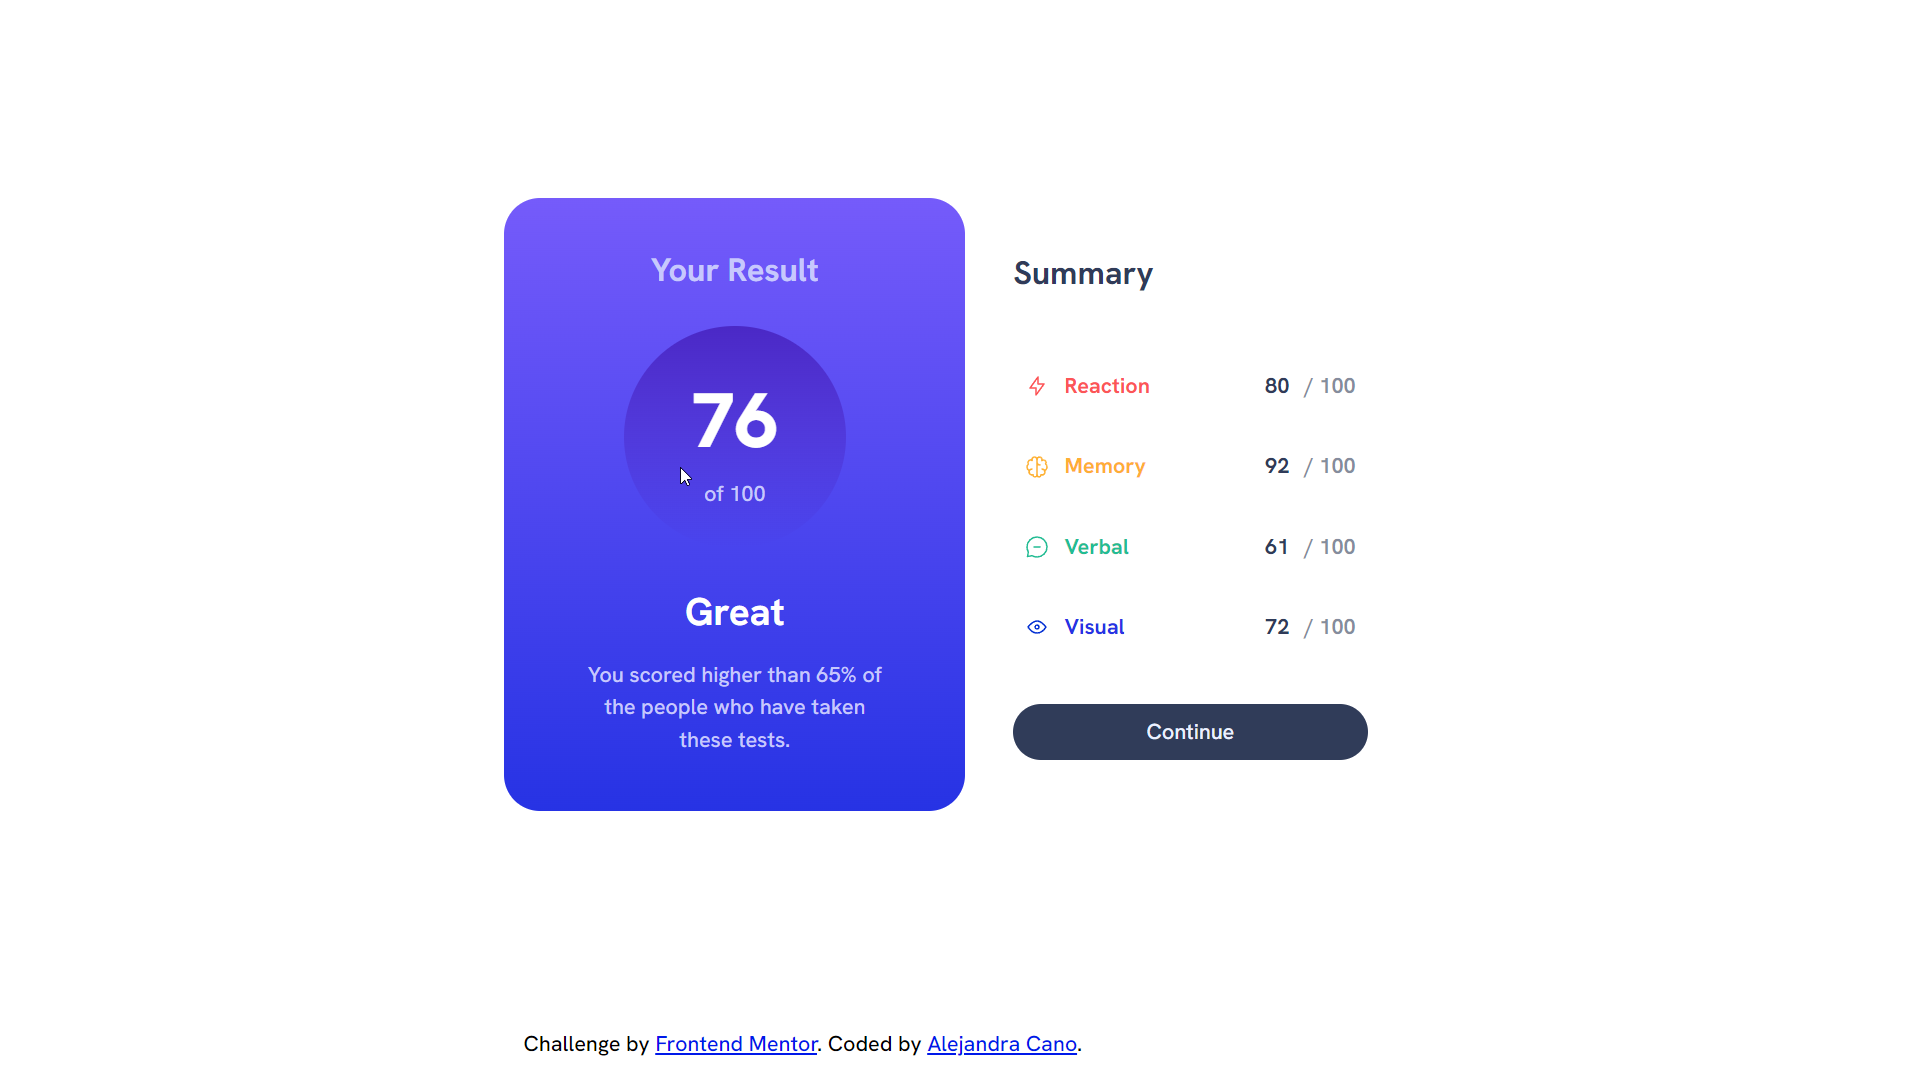 Your Result
76
of 100
Great
You scored higher than 65% of
the people who have taken
these tests.
Summary
Reaction 80 / 100
Memory 92 / 100
Verbal 61 / 100
Visual 72 / 100
Continue
Challenge by Frontend Mentor. Coded by Alejandra Cano.